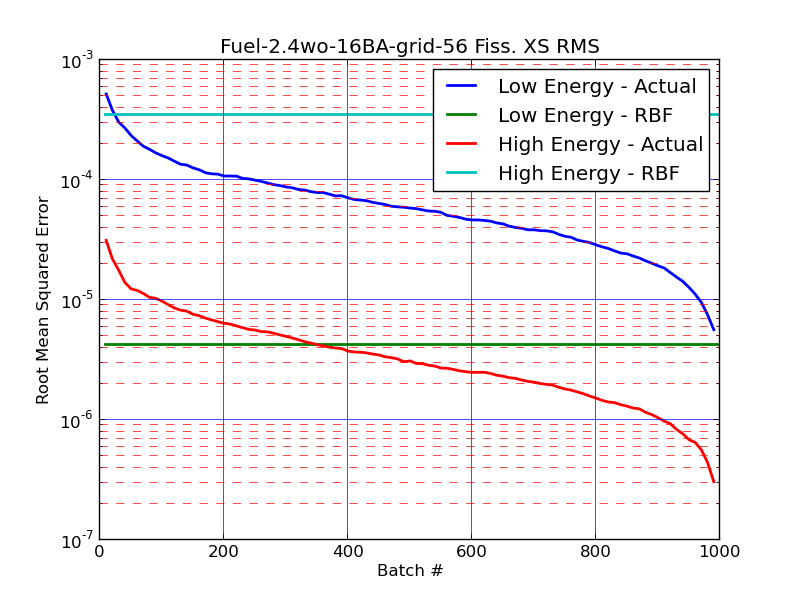 Fuel-2.4wo-16BA-grid-56 Fiss. XS RMS
Low Energy - Actual
Low Energy - RBF
High Energy - Actual
High Energy - RBF
Root Mean Squared Error
10^-3
10^-4
10^-5
10^-6
10^-7
0 200 400 600 800 1000
Batch #